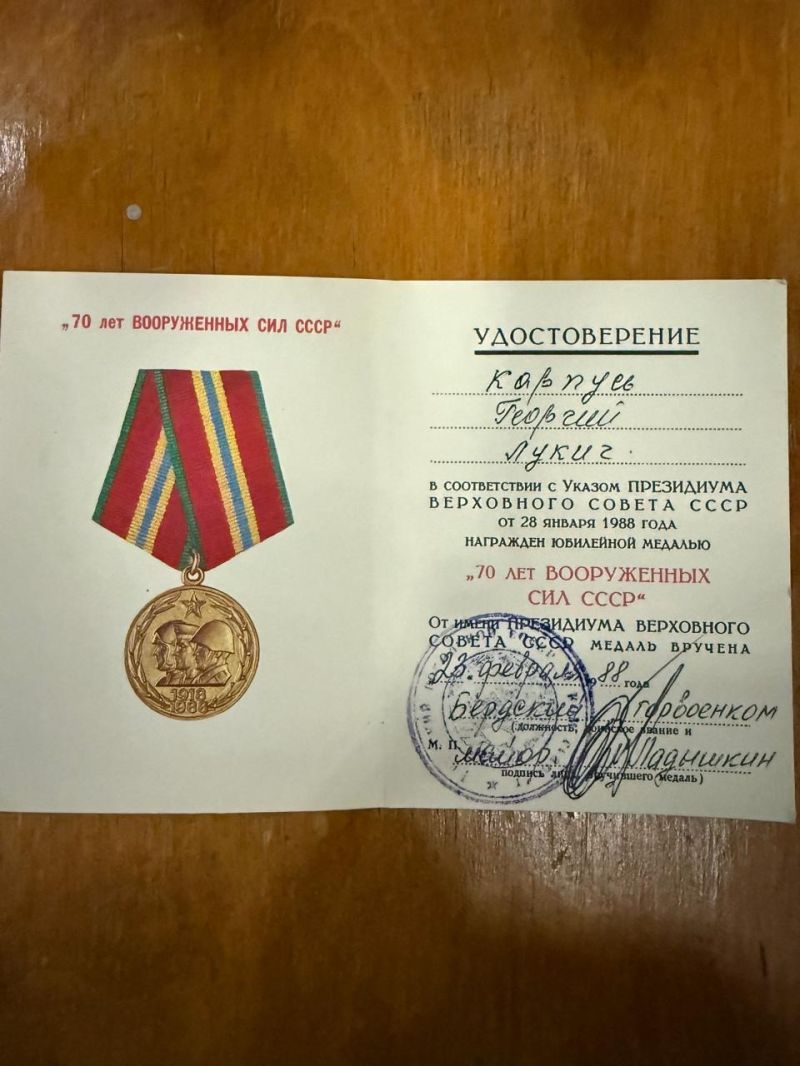 „70 лет ВООРУЖЕННЫХ СИЛ СССР“
1918
1988
УДОСТОВЕРЕНИЕ
Карпусь
Георгий
Лукич.
В СООТВЕТСТВИИ С УКАЗОМ ПРЕЗИДИУМА
ВЕРХОВНОГО СОВЕТА СССР
ОТ 28 ЯНВАРЯ 1988 ГОДА
НАГРАЖДЕН ЮБИЛЕЙНОЙ МЕДАЛЬЮ
„70 ЛЕТ ВООРУЖЕННЫХ
СИЛ СССР“
От имени ПРЕЗИДИУМА ВЕРХОВНОГО
СОВЕТА СССР МЕДАЛЬ ВРУЧЕНА
23 февраля 1988 года
Бердский горвоенком
(должность, воинское звание и
М. П. майор Ладышкин
подпись лица, вручившего медаль)